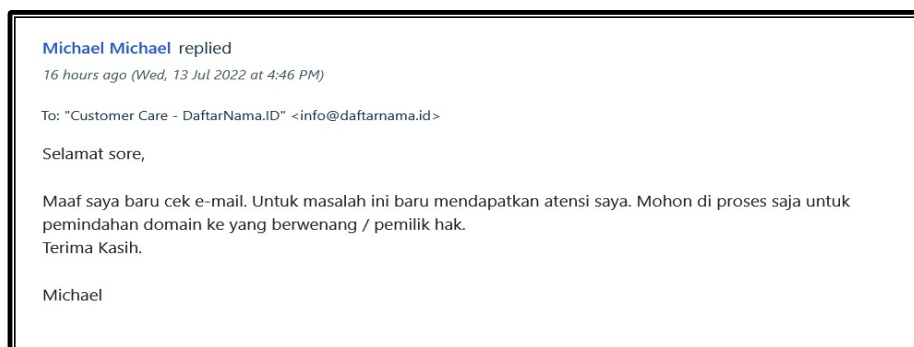 Michael Michael replied
16 hours ago (Wed, 13 Jul 2022 at 4:46 PM)
To: "Customer Care - DaftarNama.ID" <info@daftarnama.id>
Selamat sore,
Maaf saya baru cek e-mail. Untuk masalah ini baru mendapatkan atensi saya. Mohon di proses saja untuk
pemindahan domain ke yang berwenang / pemilik hak.
Terima Kasih.
Michael